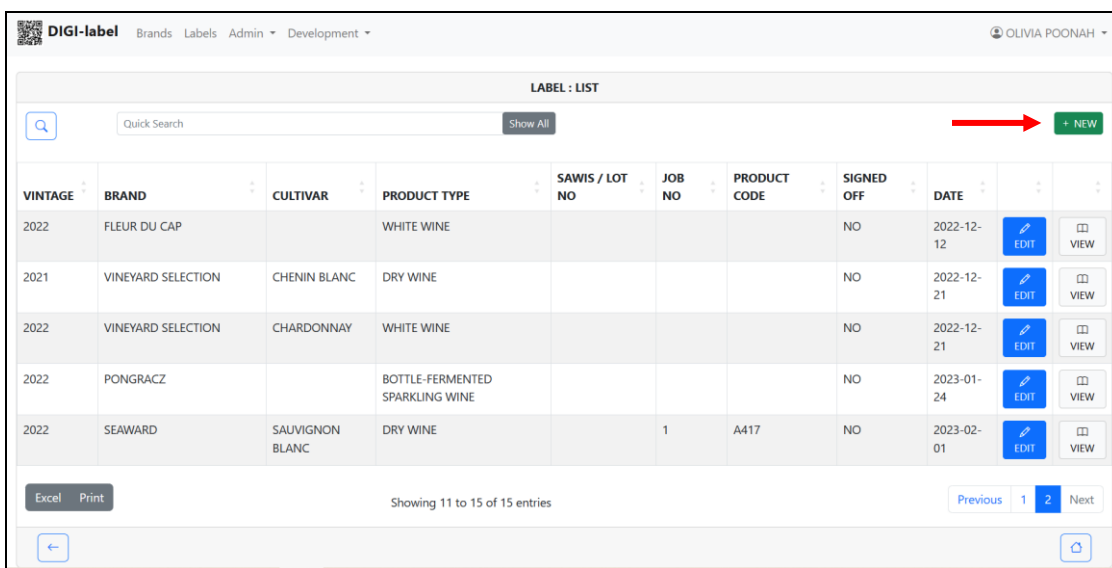 DIGI-label Brands Labels Admin Development OLIVIA POONAH
LABEL : LIST
Quick Search Show All + NEW
VINTAGE BRAND CULTIVAR PRODUCT TYPE SAWIS / LOT NO JOB NO PRODUCT CODE SIGNED OFF DATE
2022 FLEUR DU CAP WHITE WINE NO 2022-12-12 EDIT VIEW
2021 VINEYARD SELECTION CHENIN BLANC DRY WINE NO 2022-12-21 EDIT VIEW
2022 VINEYARD SELECTION CHARDONNAY WHITE WINE NO 2022-12-21 EDIT VIEW
2022 PONGRACZ BOTTLE-FERMENTED SPARKLING WINE NO 2023-01-24 EDIT VIEW
2022 SEAWARD SAUVIGNON BLANC DRY WINE 1 A417 NO 2023-02-01 EDIT VIEW
Excel Print Showing 11 to 15 of 15 entries Previous 1 2 Next